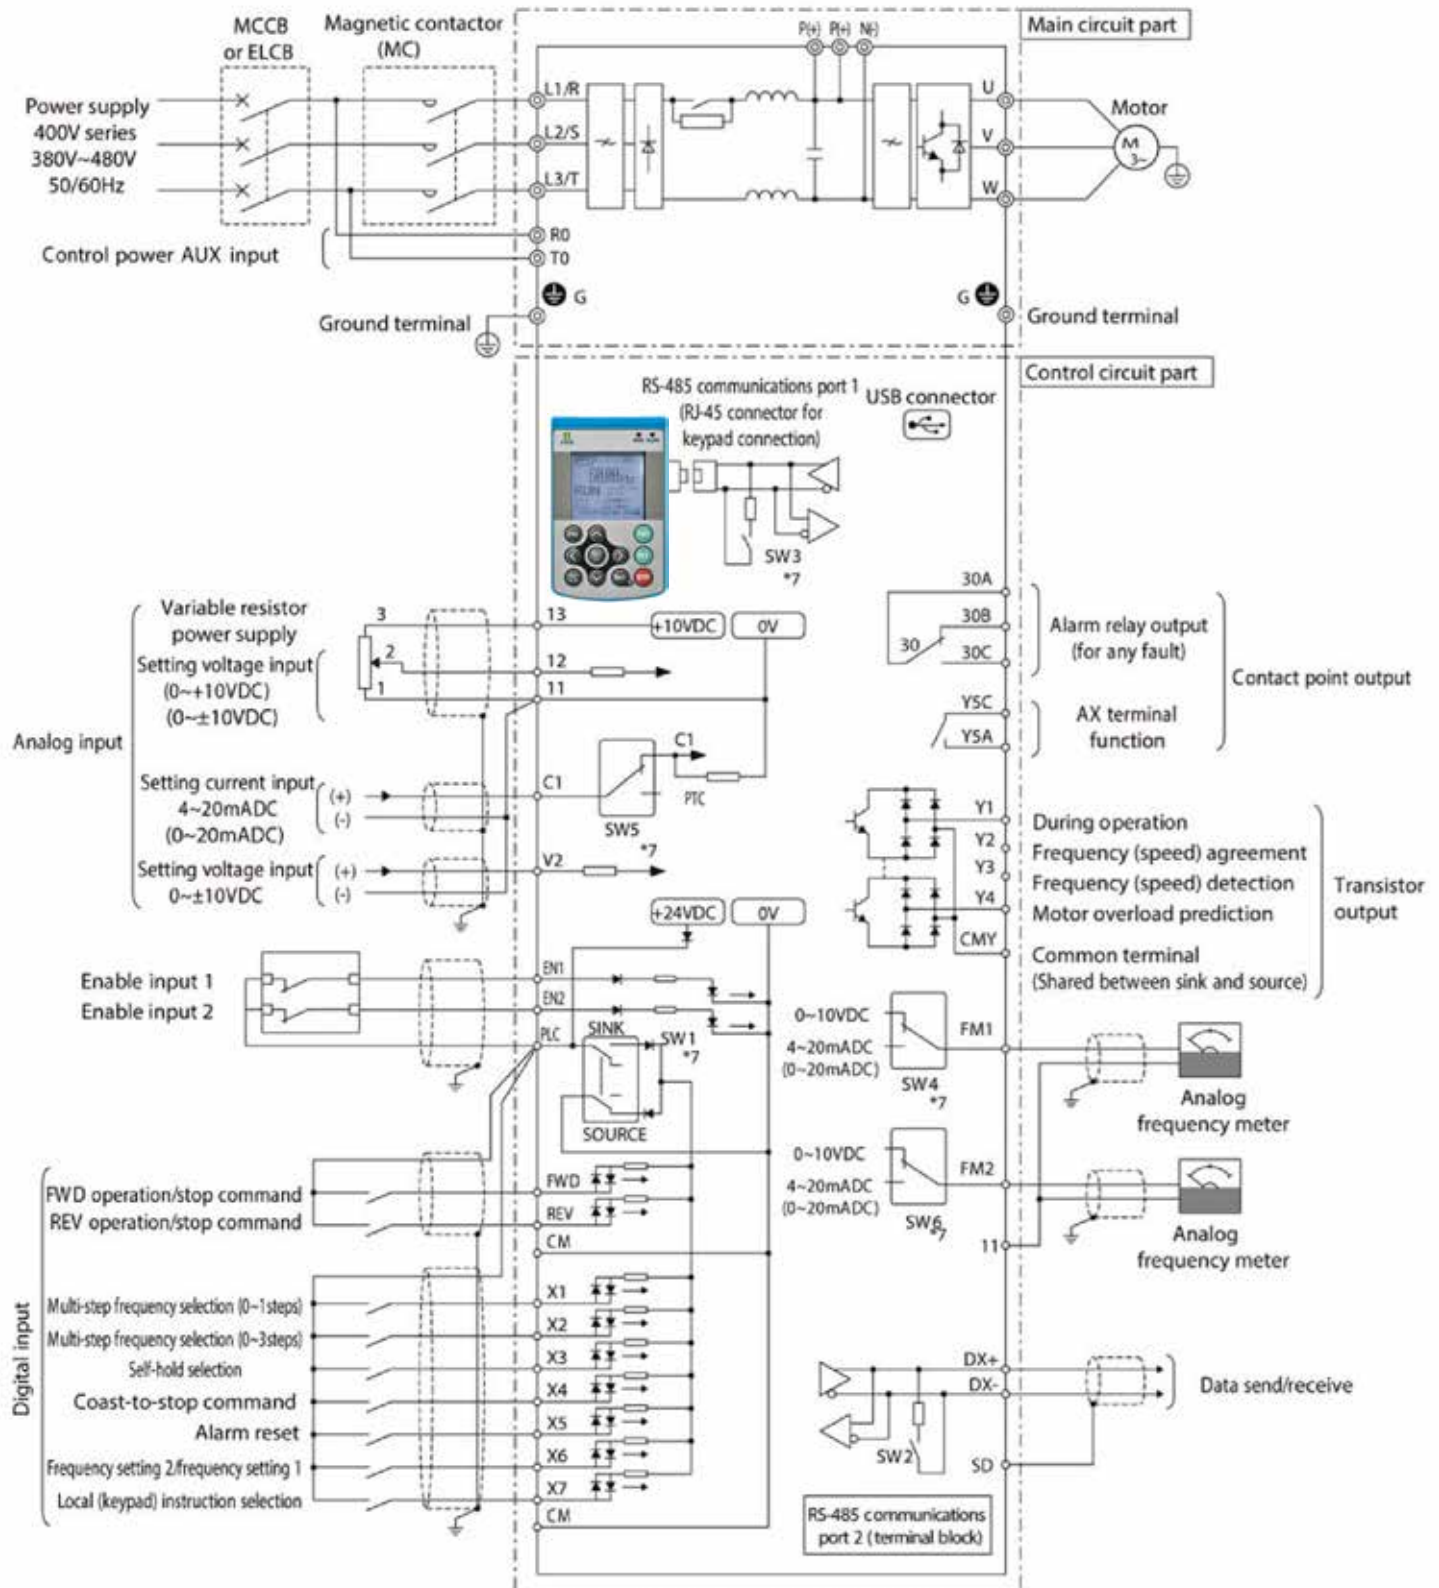 MCCB
or ELCB
Magnetic contactor
(MC)
Main circuit part
P(+) P(+) N(-)
Power supply
400V series
380V~480V
50/60Hz
L1/R
L2/S
L3/T
U
V
W
Motor
M
3~
R0
T0
Control power AUX input
G
G
Ground terminal
Ground terminal
Control circuit part
RS-485 communications port 1
(RJ-45 connector for
keypad connection)
USB connector
SW3
*7
RUN
Analog input
Variable resistor
power supply
Setting voltage input
(0~+10VDC)
(0~±10VDC)
3
2
1
13
12
11
+10VDC
0V
Setting current input
4~20mADC
(0~20mADC)
(+)
(-)
C1
C1
PTC
SW5
*7
Setting voltage input
0~±10VDC
(+)
(-)
V2
30A
30B
30C
30
Alarm relay output
(for any fault)
Y5C
Y5A
AX terminal
function
Contact point output
Y1
Y2
Y3
Y4
CMY
During operation
Frequency (speed) agreement
Frequency (speed) detection
Motor overload prediction
Common terminal
(Shared between sink and source)
Transistor
output
+24VDC
0V
Enable input 1
Enable input 2
EN1
EN2
PLC
SINK
SW1
*7
SOURCE
0~10VDC
4~20mADC
(0~20mADC)
SW4
*7
FM1
Analog
frequency meter
0~10VDC
4~20mADC
(0~20mADC)
SW6
*7
FM2
11
Analog
frequency meter
Digital input
FWD operation/stop command
REV operation/stop command
FWD
REV
CM
Multi-step frequency selection (0~1steps)
Multi-step frequency selection (0~3steps)
Self-hold selection
Coast-to-stop command
Alarm reset
Frequency setting 2/frequency setting 1
Local (keypad) instruction selection
X1
X2
X3
X4
X5
X6
X7
CM
DX+
DX-
SD
SW2
Data send/receive
RS-485 communications
port 2 (terminal block)